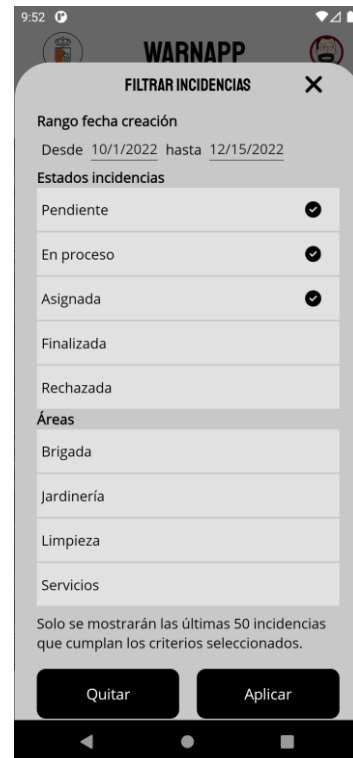 9:52
WARNAPP
FILTRAR INCIDENCIAS
Rango fecha creación
Desde 10/1/2022 hasta 12/15/2022
Estados incidencias
Pendiente
En proceso
Asignada
Finalizada
Rechazada
Áreas
Brigada
Jardinería
Limpieza
Servicios
Solo se mostrarán las últimas 50 incidencias
que cumplan los criterios seleccionados.
Quitar Aplicar